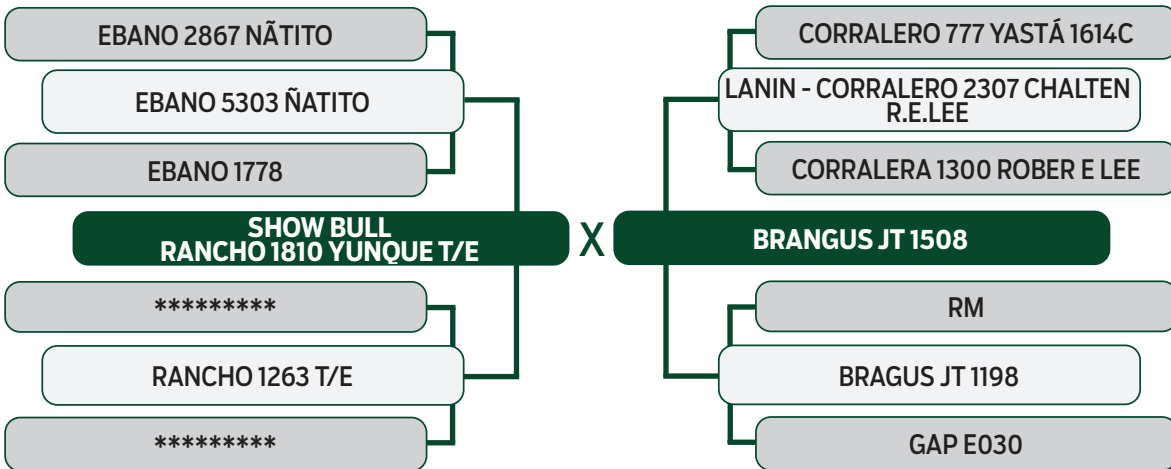 EBANO 2867 NÃTITO
EBANO 5303 ÑATITO
EBANO 1778
SHOW BULL
RANCHO 1810 YUNQUE T/E
*********
RANCHO 1263 T/E
*********
X
CORRALERO 777 YASTÁ 1614C
LANIN - CORRALERO 2307 CHALTEN
R.E.LEE
CORRALERA 1300 ROBER E LEE
BRANGUS JT 1508
RM
BRAGUS JT 1198
GAP E030